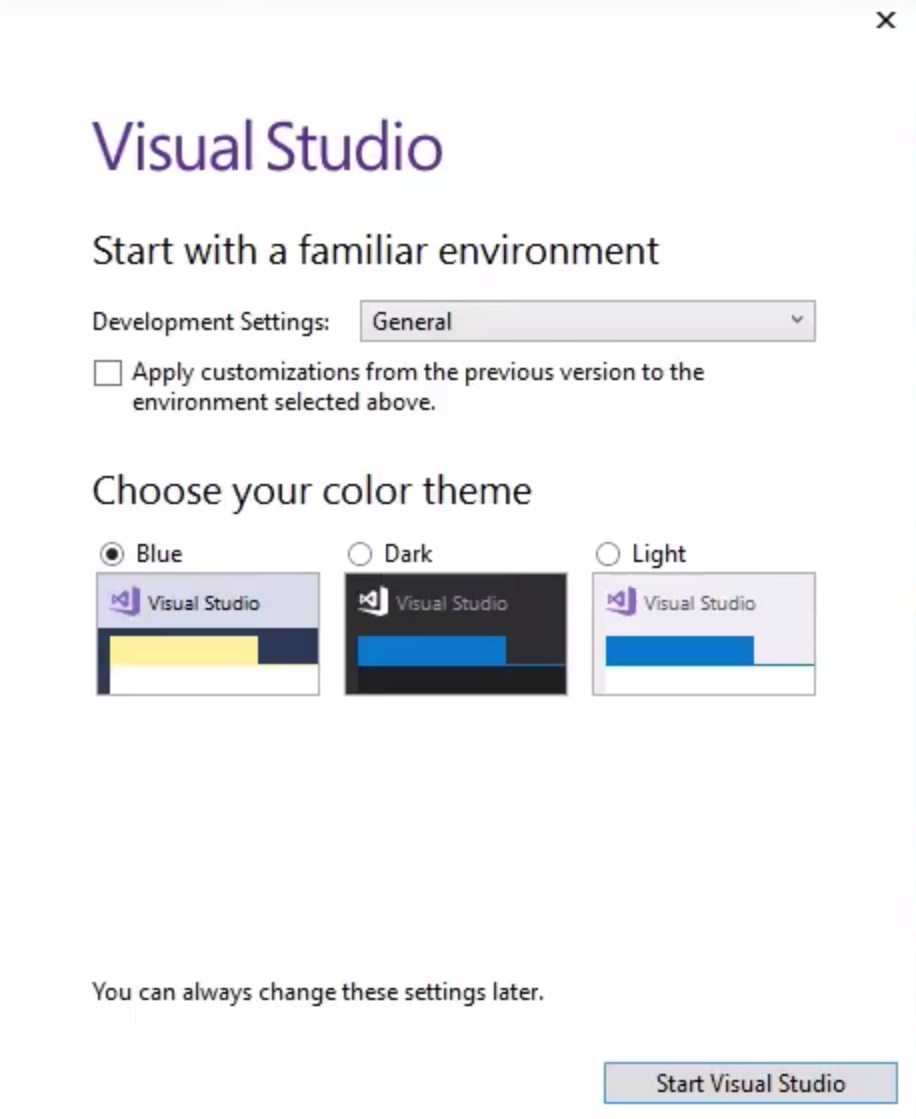 Visual Studio
Start with a familiar environment
Development Settings: General
Apply customizations from the previous version to the
environment selected above.
Choose your color theme
Blue Dark Light
Visual Studio Visual Studio Visual Studio
You can always change these settings later.
Start Visual Studio